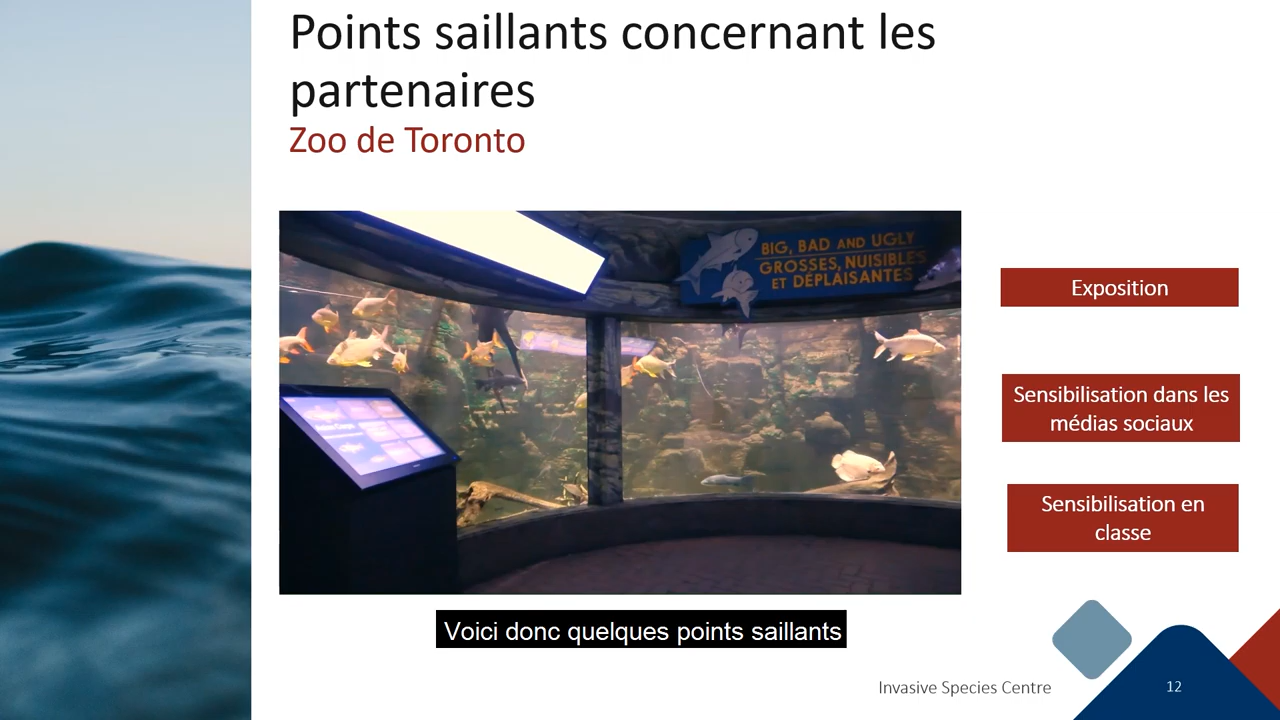 Points saillants concernant les
partenaires
Zoo de Toronto
BIG, BAD AND UGLY
GROSSES, NUISIBLES
ET DÉPLAISANTES
Exposition
Sensibilisation dans les
médias sociaux
Sensibilisation en
classe
Voici donc quelques points saillants
Invasive Species Centre
12